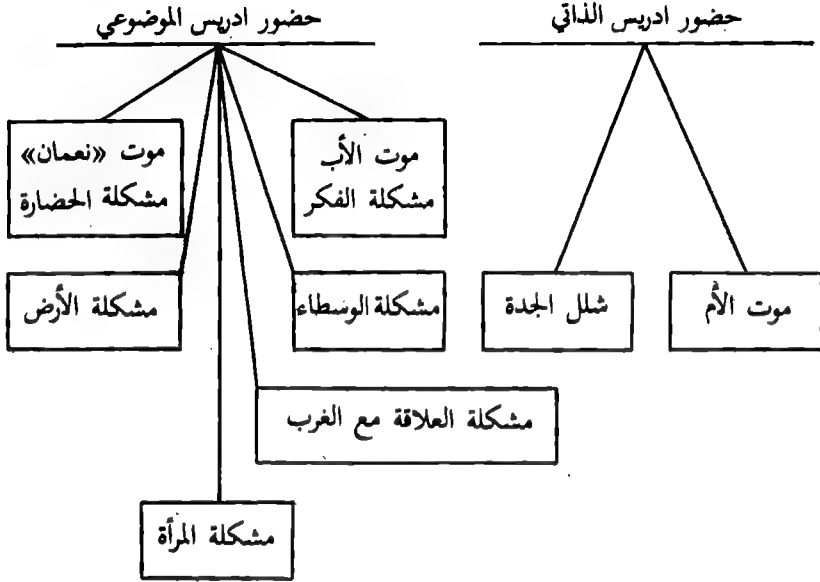 حضور ادريس الذاتي
موت الأم
شلل الجدة
حضور ادريس الموضوعي
موت الأب
مشكلة الفكر
موت «نعمان»
مشكلة الحضارة
مشكلة الوسطاء
مشكلة الأرض
مشكلة العلاقة مع الغرب
مشكلة المرأة